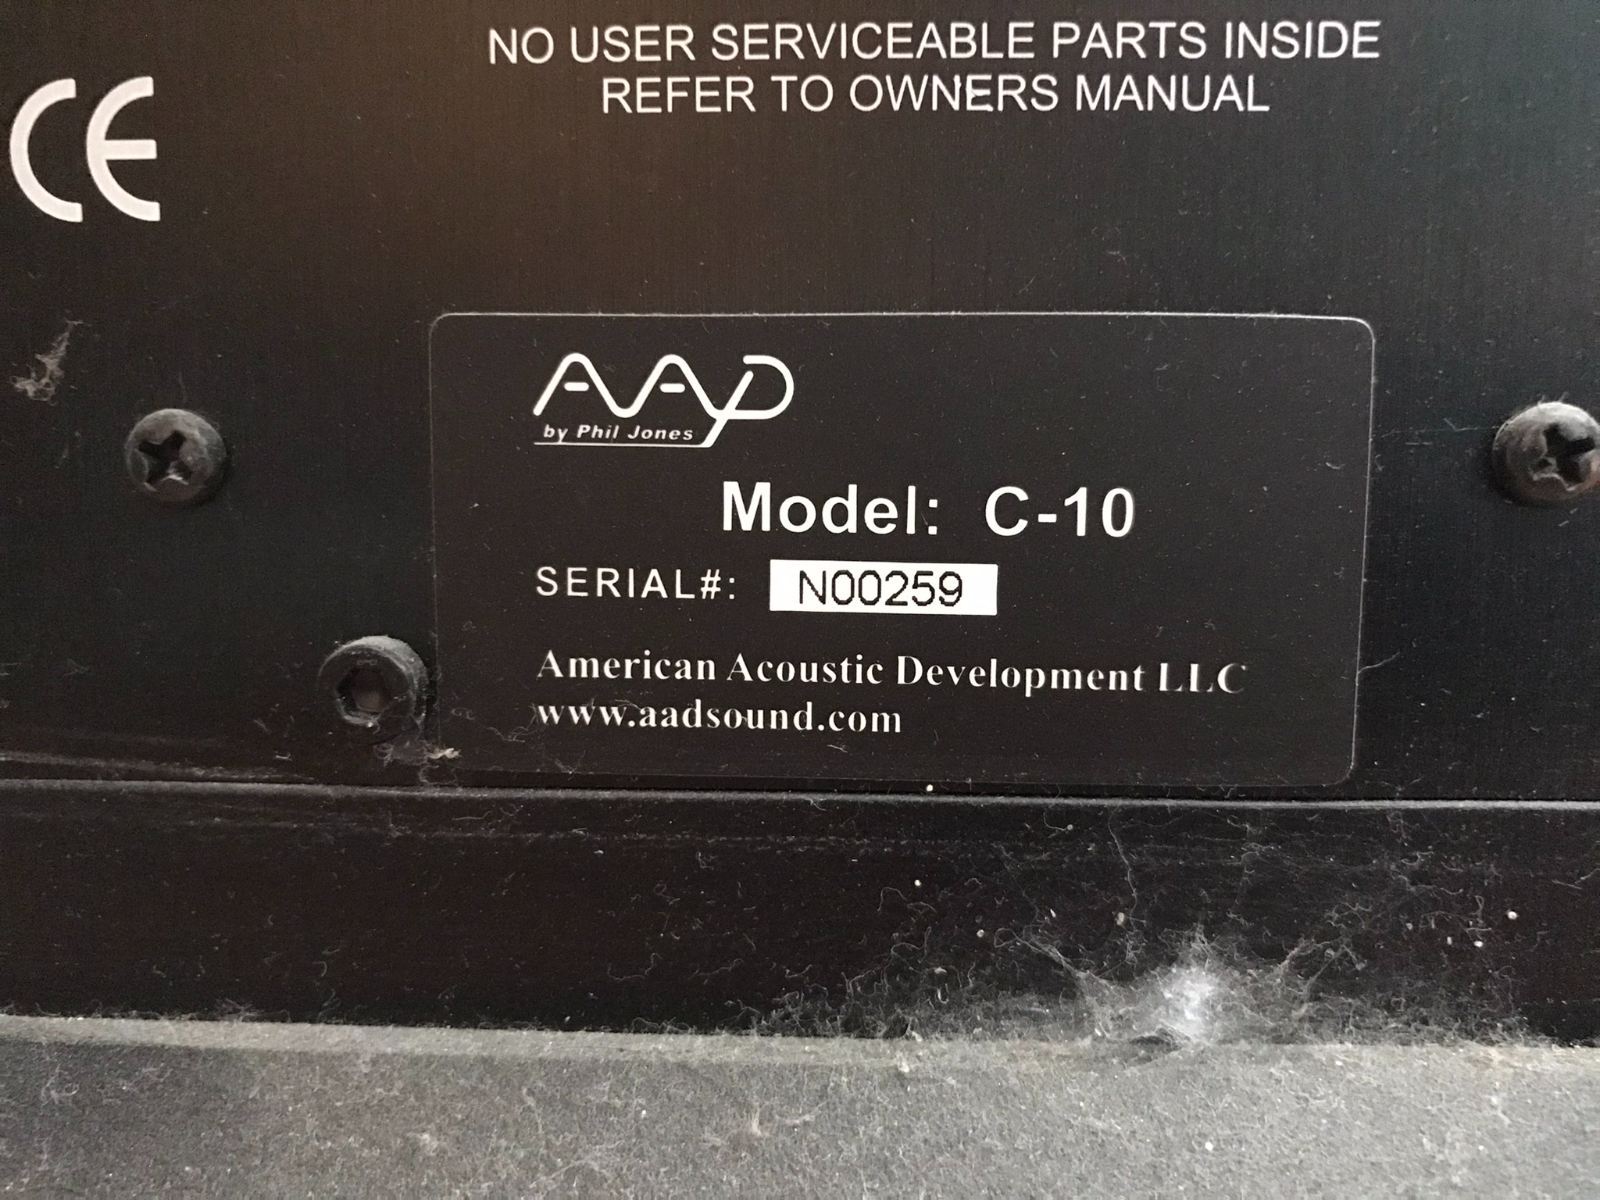 NO USER SERVICEABLE PARTS INSIDE
REFER TO OWNERS MANUAL
CE
AAD
by Phil Jones
Model: C-10
SERIAL#: N00259
American Acoustic Development LLC
www.aadsound.com